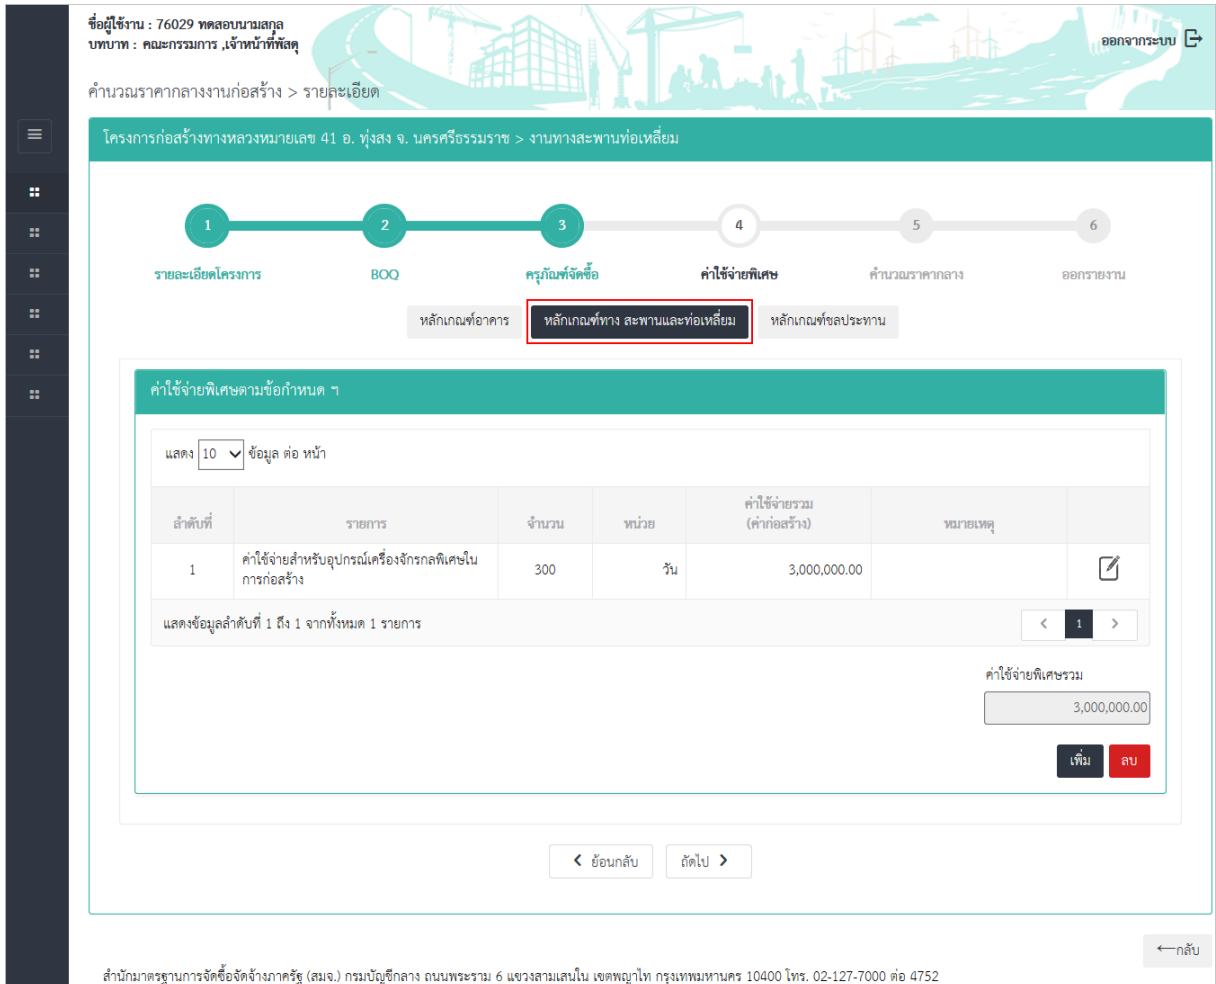 ชื่อผู้ใช้งาน : 76029 ทดสอบนามสกุล
บทบาท : คณะกรรมการ ,เจ้าหน้าที่พัสดุ
ออกจากระบบ
คำนวณราคากลางงานก่อสร้าง > รายละเอียด
โครงการก่อสร้างทางหลวงหมายเลข 41 อ. ทุ่งสง จ. นครศรีธรรมราช > งานทางสะพานท่อเหลี่ยม
1 2 3 4 5 6
รายละเอียดโครงการ BOQ ครุภัณฑ์จัดซื้อ ค่าใช้จ่ายพิเศษ คำนวณราคากลาง ออกรายงาน
หลักเกณฑ์อาคาร หลักเกณฑ์ทาง สะพานและท่อเหลี่ยม หลักเกณฑ์ชลประทาน
ค่าใช้จ่ายพิเศษตามข้อกำหนด ฯ
แสดง 10 ข้อมูล ต่อ หน้า
ลำดับที่ รายการ จำนวน หน่วย ค่าใช้จ่ายรวม (ค่าก่อสร้าง) หมายเหตุ
1 ค่าใช้จ่ายสำหรับอุปกรณ์เครื่องจักรกลพิเศษใน 300 วัน 3,000,000.00
การก่อสร้าง
แสดงข้อมูลลำดับที่ 1 ถึง 1 จากทั้งหมด 1 รายการ < 1 >
ค่าใช้จ่ายพิเศษรวม
3,000,000.00
เพิ่ม ลบ
ย้อนกลับ ถัดไป
←กลับ
สำนักมาตรฐานการจัดซื้อจัดจ้างภาครัฐ (สมจ.) กรมบัญชีกลาง ถนนพระราม 6 แขวงสามเสนใน เขตพญาไท กรุงเทพมหานคร 10400 โทร. 02-127-7000 ต่อ 4752